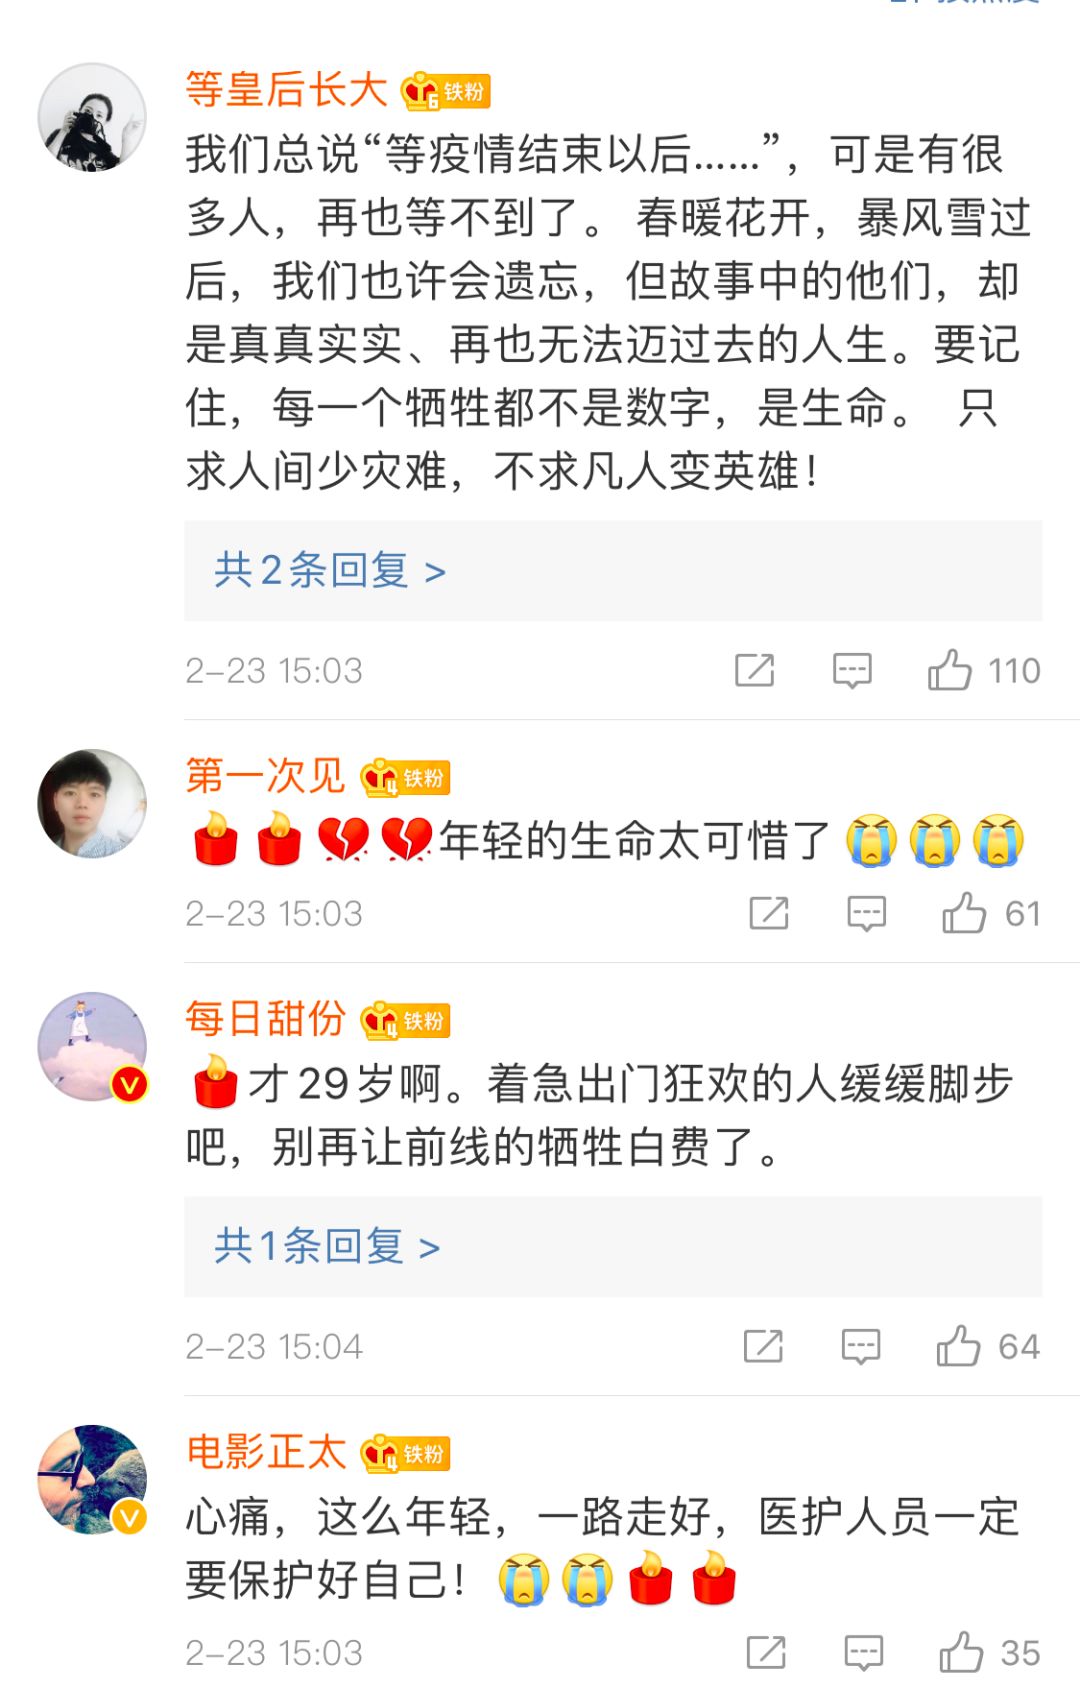 等皇后长大 6 铁粉
我们总说“等疫情结束以后……”，可是有很
多人，再也等不到了。 春暖花开，暴风雪过
后，我们也许会遗忘，但故事中的他们，却
是真真实实、再也无法迈过去的人生。要记
住，每一个牺牲都不是数字，是生命。 只
求人间少灾难，不求凡人变英雄！
共2条回复 >
2-23 15:03 110
第一次见 4 铁粉
年轻的生命太可惜了
2-23 15:03 61
每日甜份 4 铁粉
才29岁啊。着急出门狂欢的人缓缓脚步
吧，别再让前线的牺牲白费了。
共1条回复 >
2-23 15:04 64
电影正太 4 铁粉
心痛，这么年轻，一路走好，医护人员一定
要保护好自己！
2-23 15:03 35